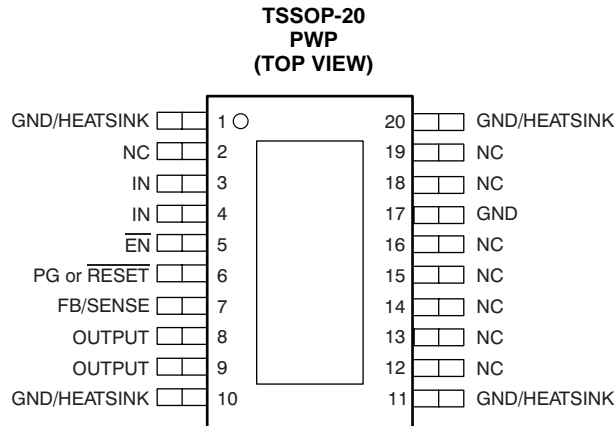 TSSOP-20
PWP
(TOP VIEW)
GND/HEATSINK 1 20 GND/HEATSINK
NC 2 19 NC
IN 3 18 NC
IN 4 17 GND
EN 5 16 NC
PG or RESET 6 15 NC
FB/SENSE 7 14 NC
OUTPUT 8 13 NC
OUTPUT 9 12 NC
GND/HEATSINK 10 11 GND/HEATSINK